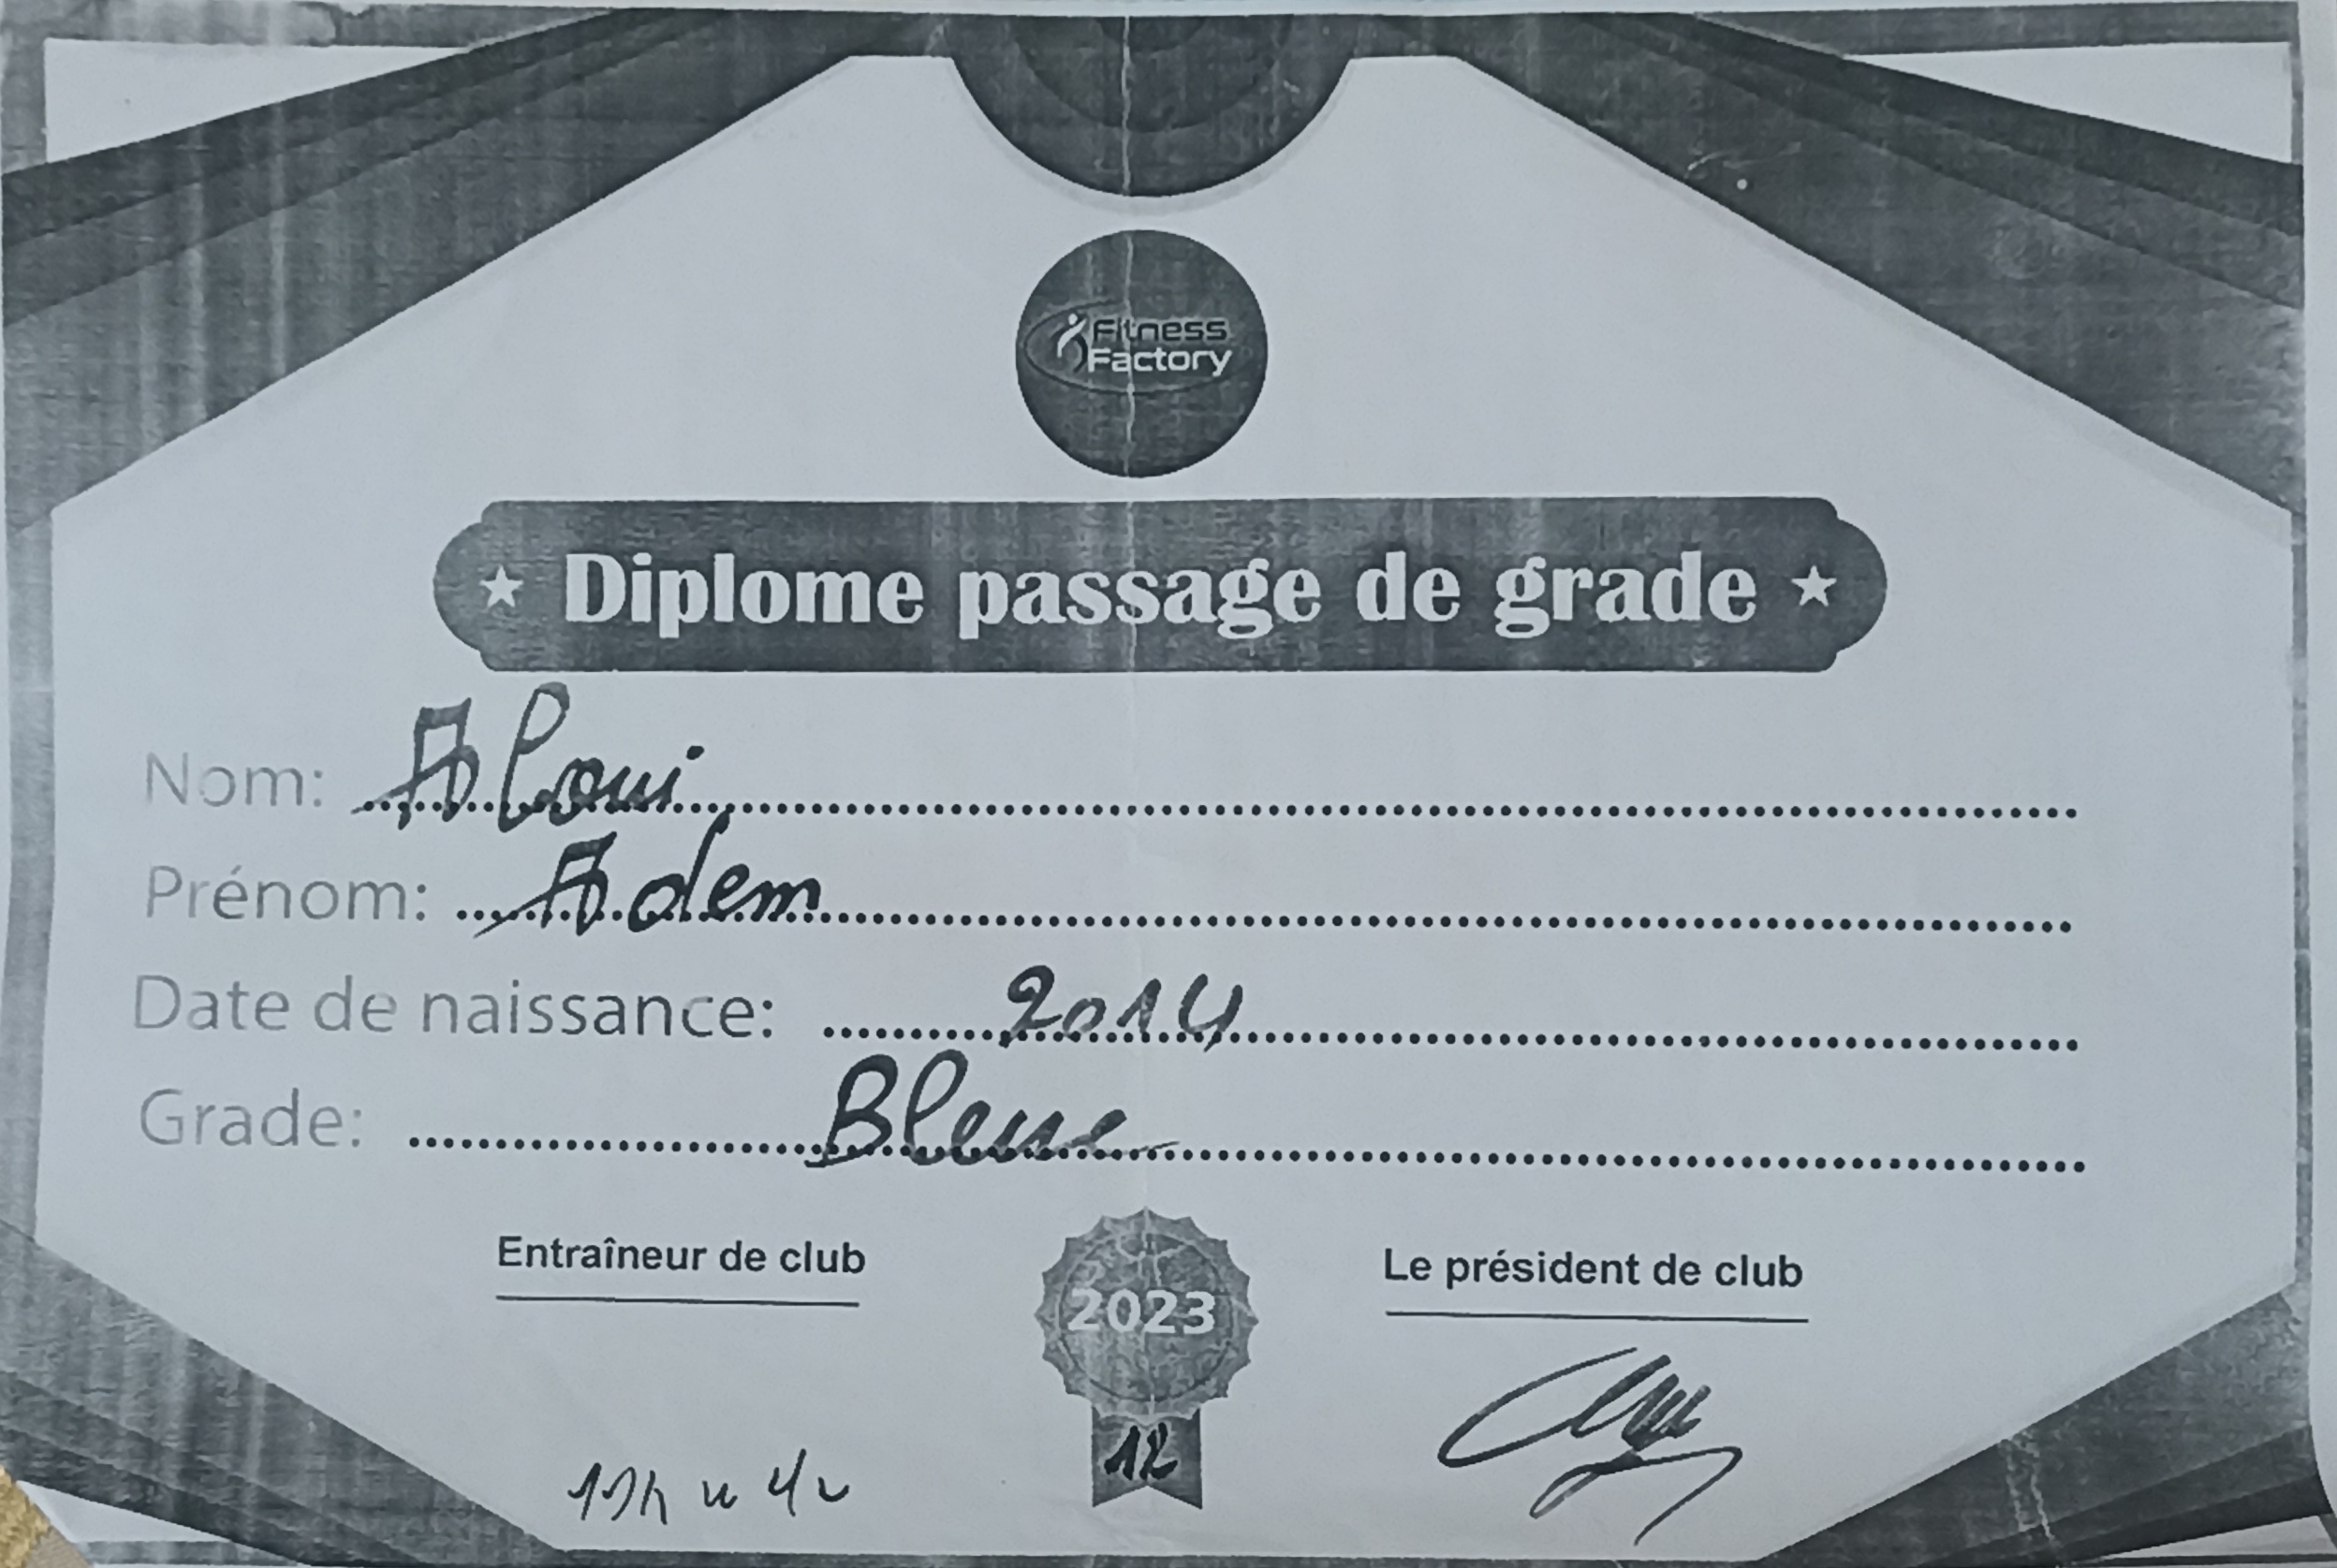 Fitness
Factory
Diplome passage de grade
Nom: Aloui
Prénom: Adem
Date de naissance: 2014
Grade: Bleue
Entraîneur de club
2023
Le président de club
12